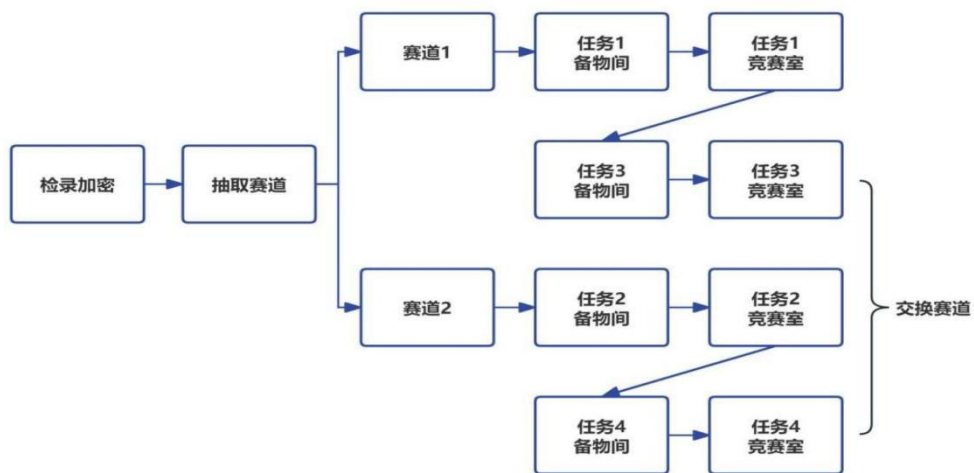 检录加密
抽取赛道
赛道1
任务1
备物间
任务1
竞赛室
任务3
备物间
任务3
竞赛室
赛道2
任务2
备物间
任务2
竞赛室
任务4
备物间
任务4
竞赛室
交换赛道